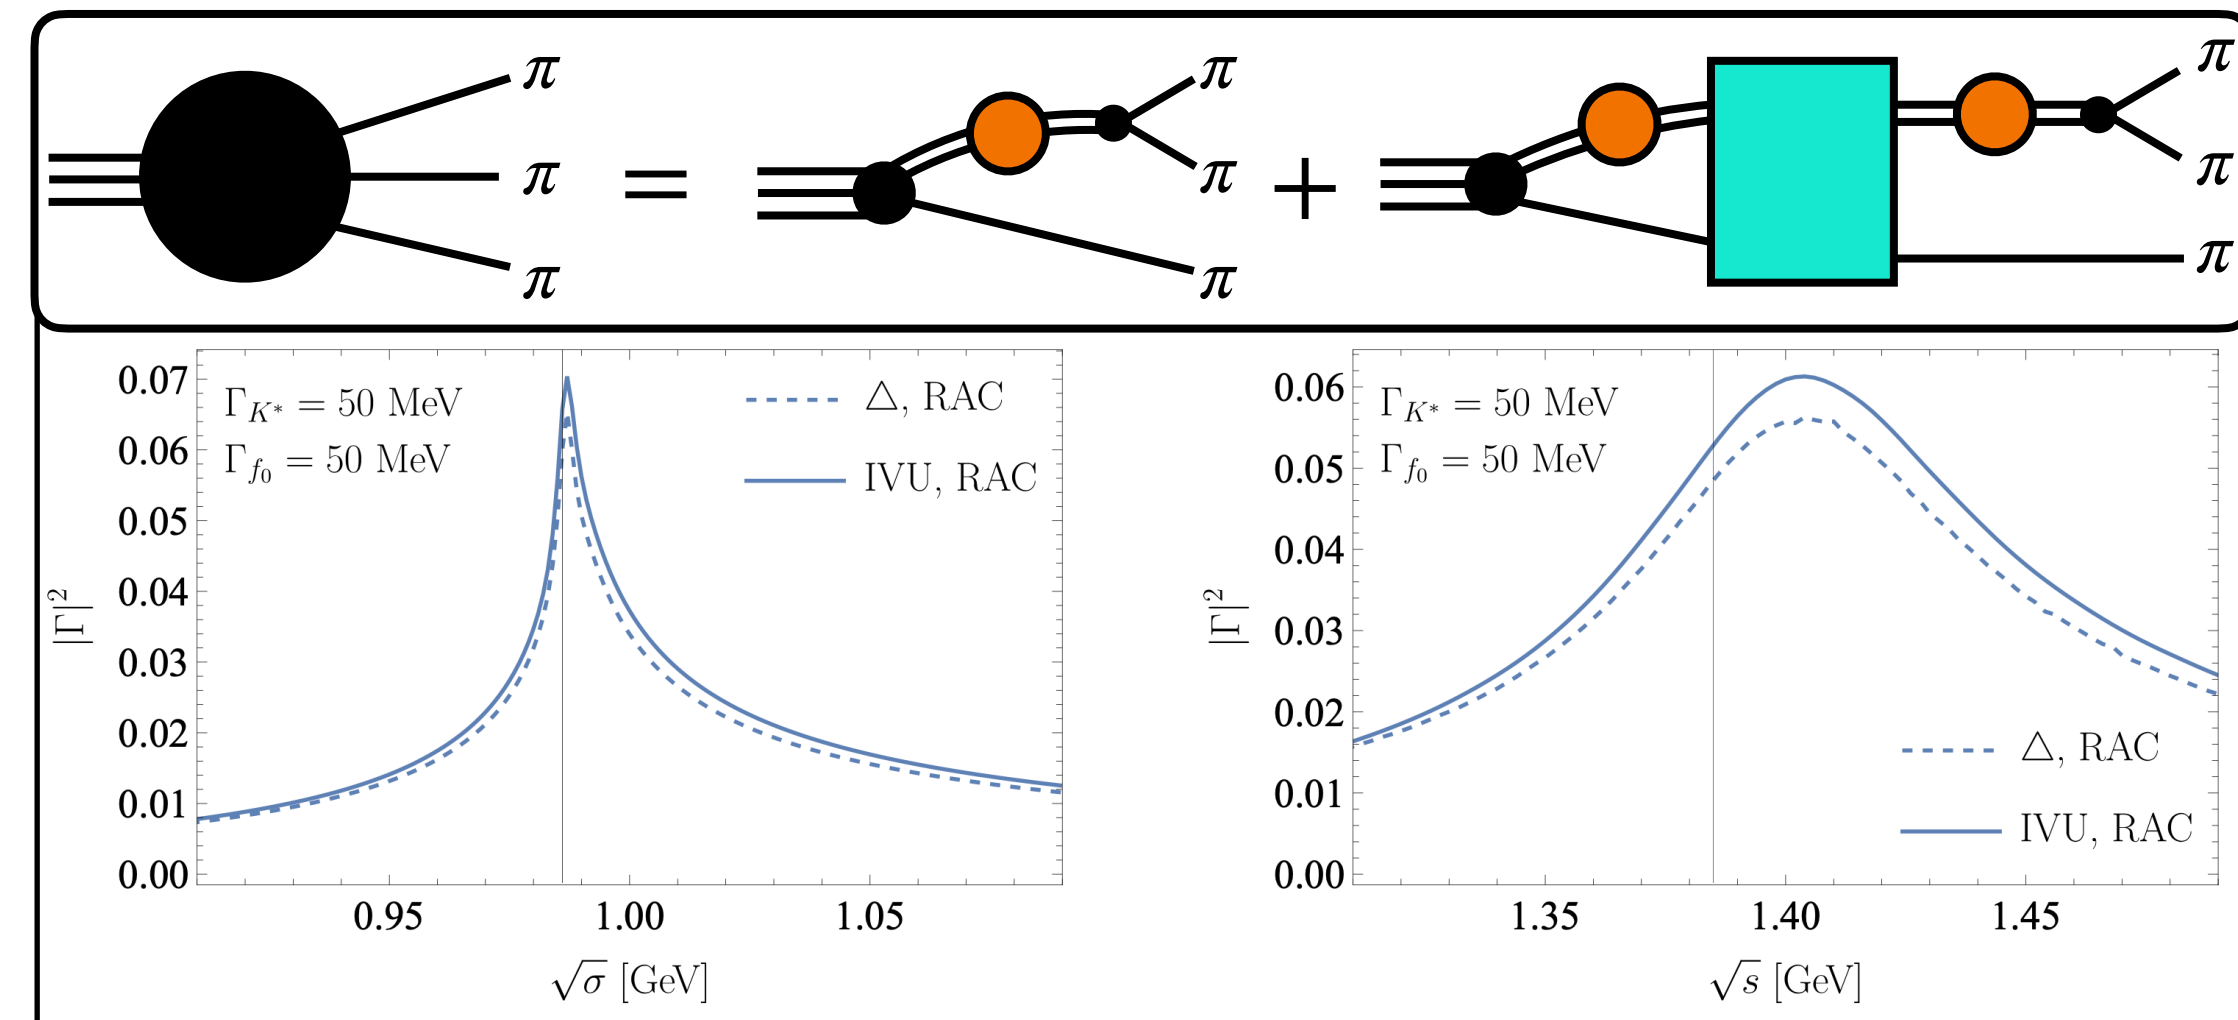 π π π
π = π + π
π π π
Γ_{K*} = 50 MeV
Γ_{f₀} = 50 MeV
△, RAC
IVU, RAC
|Γ|²
0.07
0.06
0.05
0.04
0.03
0.02
0.01
0.00
0.95 1.00 1.05
√σ [GeV]
Γ_{K*} = 50 MeV
Γ_{f₀} = 50 MeV
△, RAC
IVU, RAC
|Γ|²
0.06
0.05
0.04
0.03
0.02
0.01
0.00
1.35 1.40 1.45
√s [GeV]